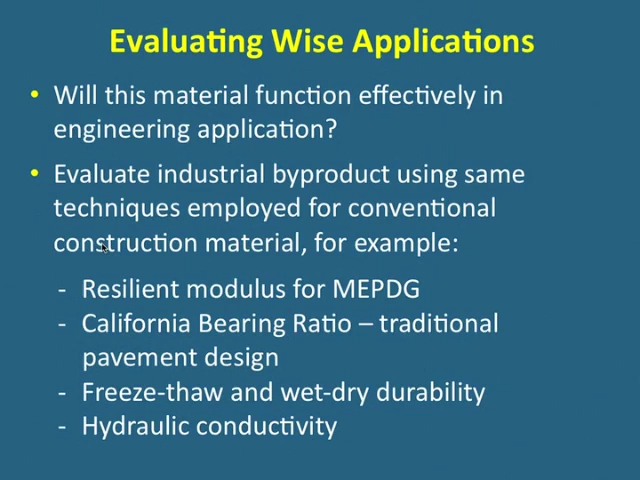 Evaluating Wise Applications
• Will this material function effectively in
engineering application?
• Evaluate industrial byproduct using same
techniques employed for conventional
construction material, for example:
- Resilient modulus for MEPDG
- California Bearing Ratio – traditional
pavement design
- Freeze-thaw and wet-dry durability
- Hydraulic conductivity